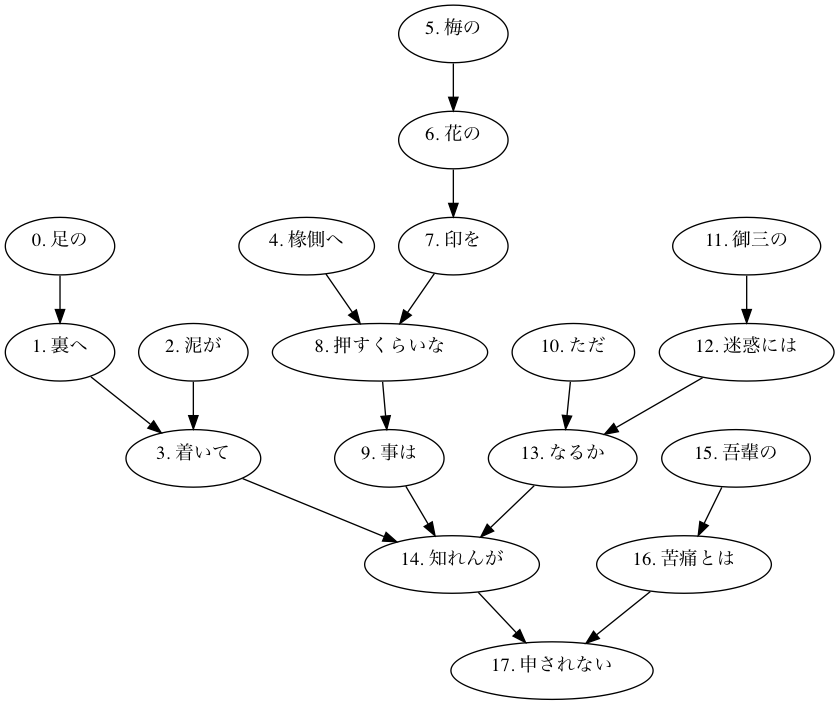 5. 梅の
6. 花の
0. 足の
4. 椽側へ
7. 印を
11. 御三の
1. 裏へ
2. 泥が
8. 押すくらいな
10. ただ
12. 迷惑には
3. 着いて
9. 事は
13. なるか
15. 吾輩の
14. 知れんが
16. 苦痛とは
17. 申されない